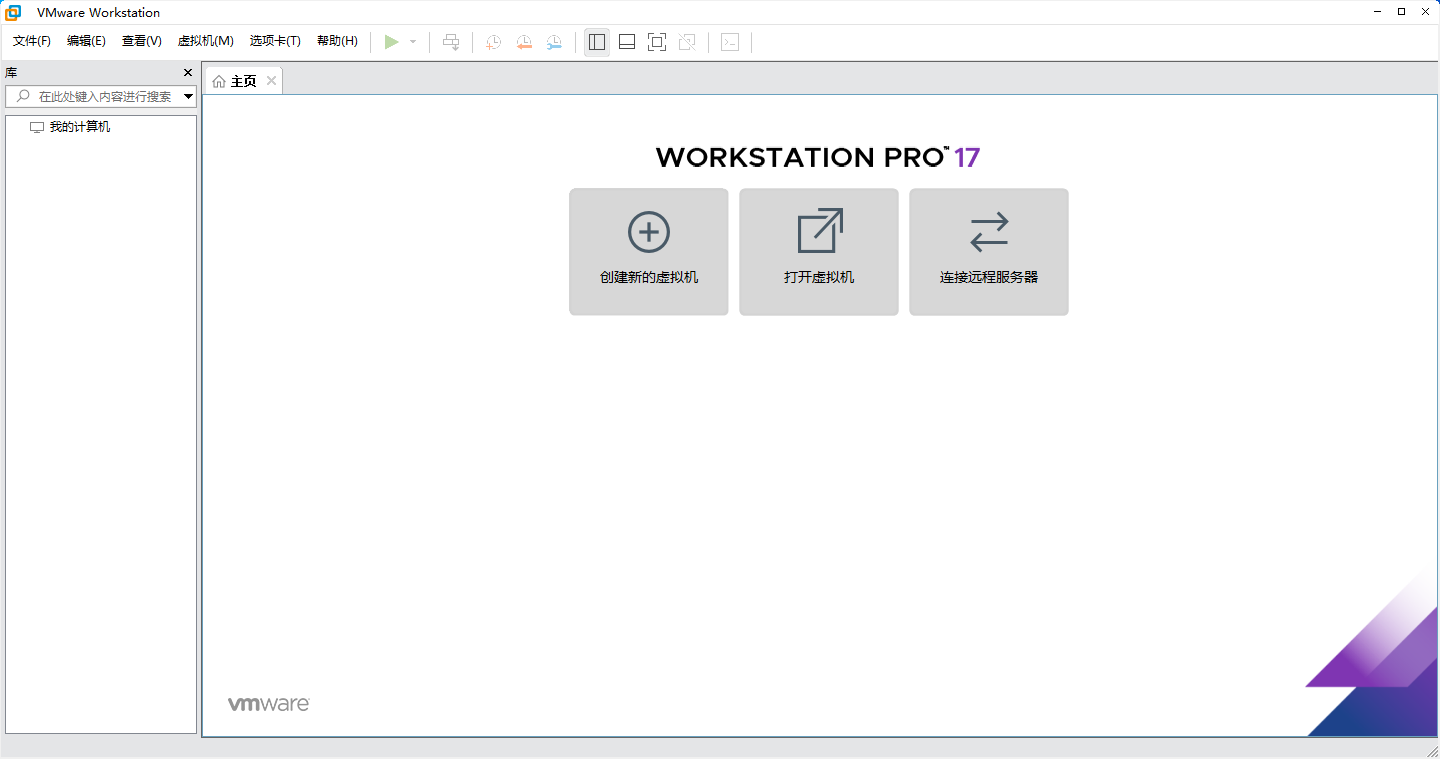 VMware Workstation
文件(F) 编辑(E) 查看(V) 虚拟机(M) 选项卡(T) 帮助(H)
库
主页
在此处键入内容进行搜索
我的计算机
WORKSTATION PRO™ 17
创建新的虚拟机 打开虚拟机 连接远程服务器
vmware